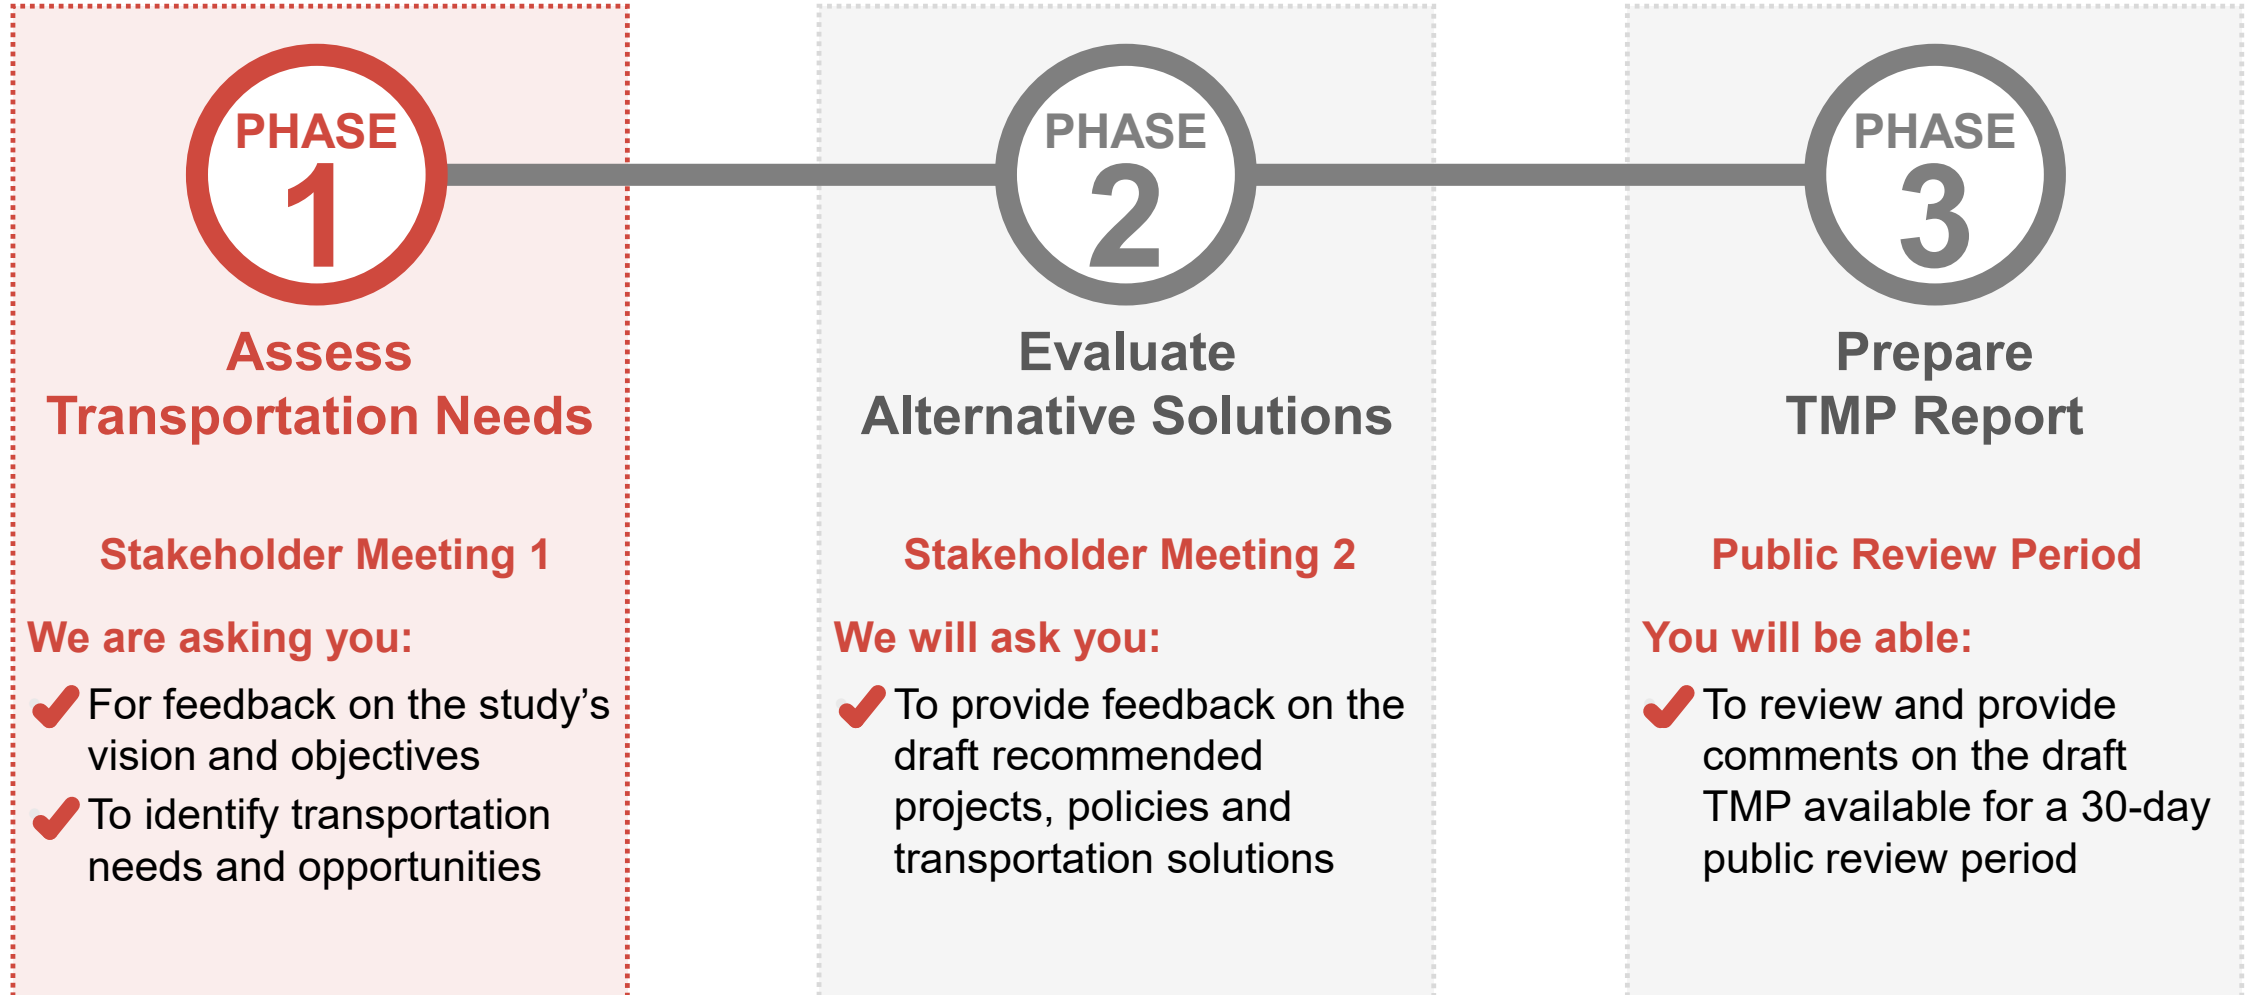 PHASE
1
Assess
Transportation Needs
Stakeholder Meeting 1
We are asking you:
For feedback on the study’s
vision and objectives
To identify transportation
needs and opportunities
PHASE
2
Evaluate
Alternative Solutions
Stakeholder Meeting 2
We will ask you:
To provide feedback on the
draft recommended
projects, policies and
transportation solutions
PHASE
3
Prepare
TMP Report
Public Review Period
You will be able:
To review and provide
comments on the draft
TMP available for a 30-day
public review period